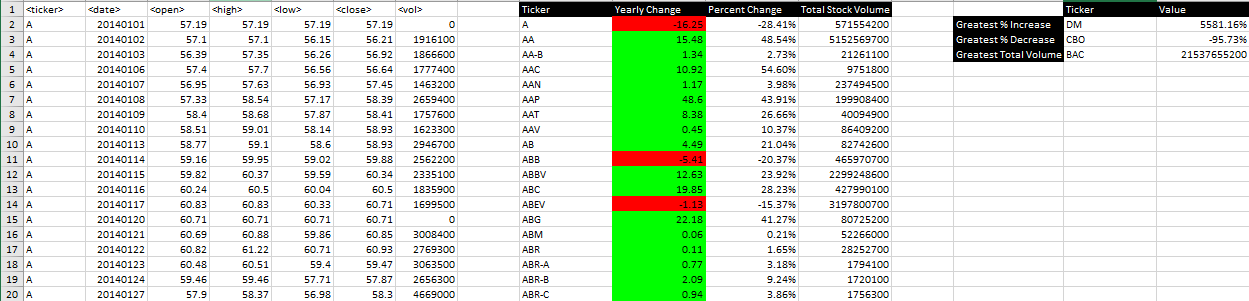 1 <ticker> <date> <open> <high> <low> <close> <vol> Ticker Yearly Change Percent Change Total Stock Volume Ticker Value
2 A 20140101 57.19 57.19 57.19 57.19 0 A -16.25 -28.41% 571554200 Greatest % Increase DM 5581.16%
3 A 20140102 57.1 57.1 56.15 56.21 1916100 AA 15.48 48.54% 5152569700 Greatest % Decrease CBO -95.73%
4 A 20140103 56.39 57.35 56.26 56.92 1866600 AA-B 1.34 2.73% 21261100 Greatest Total Volume BAC 21537655200
5 A 20140106 57.4 57.7 56.56 56.64 1777400 AAC 10.92 54.60% 9751800
6 A 20140107 56.95 57.63 56.93 57.45 1463200 AAN 1.17 3.98% 237494500
7 A 20140108 57.33 58.54 57.17 58.39 2659400 AAP 48.6 43.91% 199908400
8 A 20140109 58.4 58.68 57.87 58.41 1757600 AAT 8.38 26.66% 40094900
9 A 20140110 58.51 59.01 58.14 58.93 1623300 AAV 0.45 10.37% 86409200
10 A 20140113 58.77 59.1 58.6 58.93 2946700 AB 4.49 21.04% 82742600
11 A 20140114 59.16 59.95 59.02 59.88 2562200 ABB -5.41 -20.37% 465970700
12 A 20140115 59.82 60.37 59.59 60.34 2335100 ABBV 12.63 23.92% 2299248600
13 A 20140116 60.24 60.5 60.04 60.5 1835900 ABC 19.85 28.23% 427990100
14 A 20140117 60.83 60.83 60.33 60.71 1699500 ABEV -1.13 -15.37% 3197800700
15 A 20140120 60.71 60.71 60.71 60.71 0 ABG 22.18 41.27% 80725200
16 A 20140121 60.69 60.88 59.86 60.85 3008400 ABM 0.06 0.21% 52266000
17 A 20140122 60.82 61.22 60.71 60.93 2769300 ABR 0.11 1.65% 28252700
18 A 20140123 60.48 60.51 59.4 59.47 3063500 ABR-A 0.77 3.18% 1794100
19 A 20140124 59.46 59.46 57.71 57.87 2656300 ABR-B 2.09 9.24% 1720100
20 A 20140127 57.9 58.37 56.98 58.3 4669000 ABR-C 0.94 3.86% 1756300